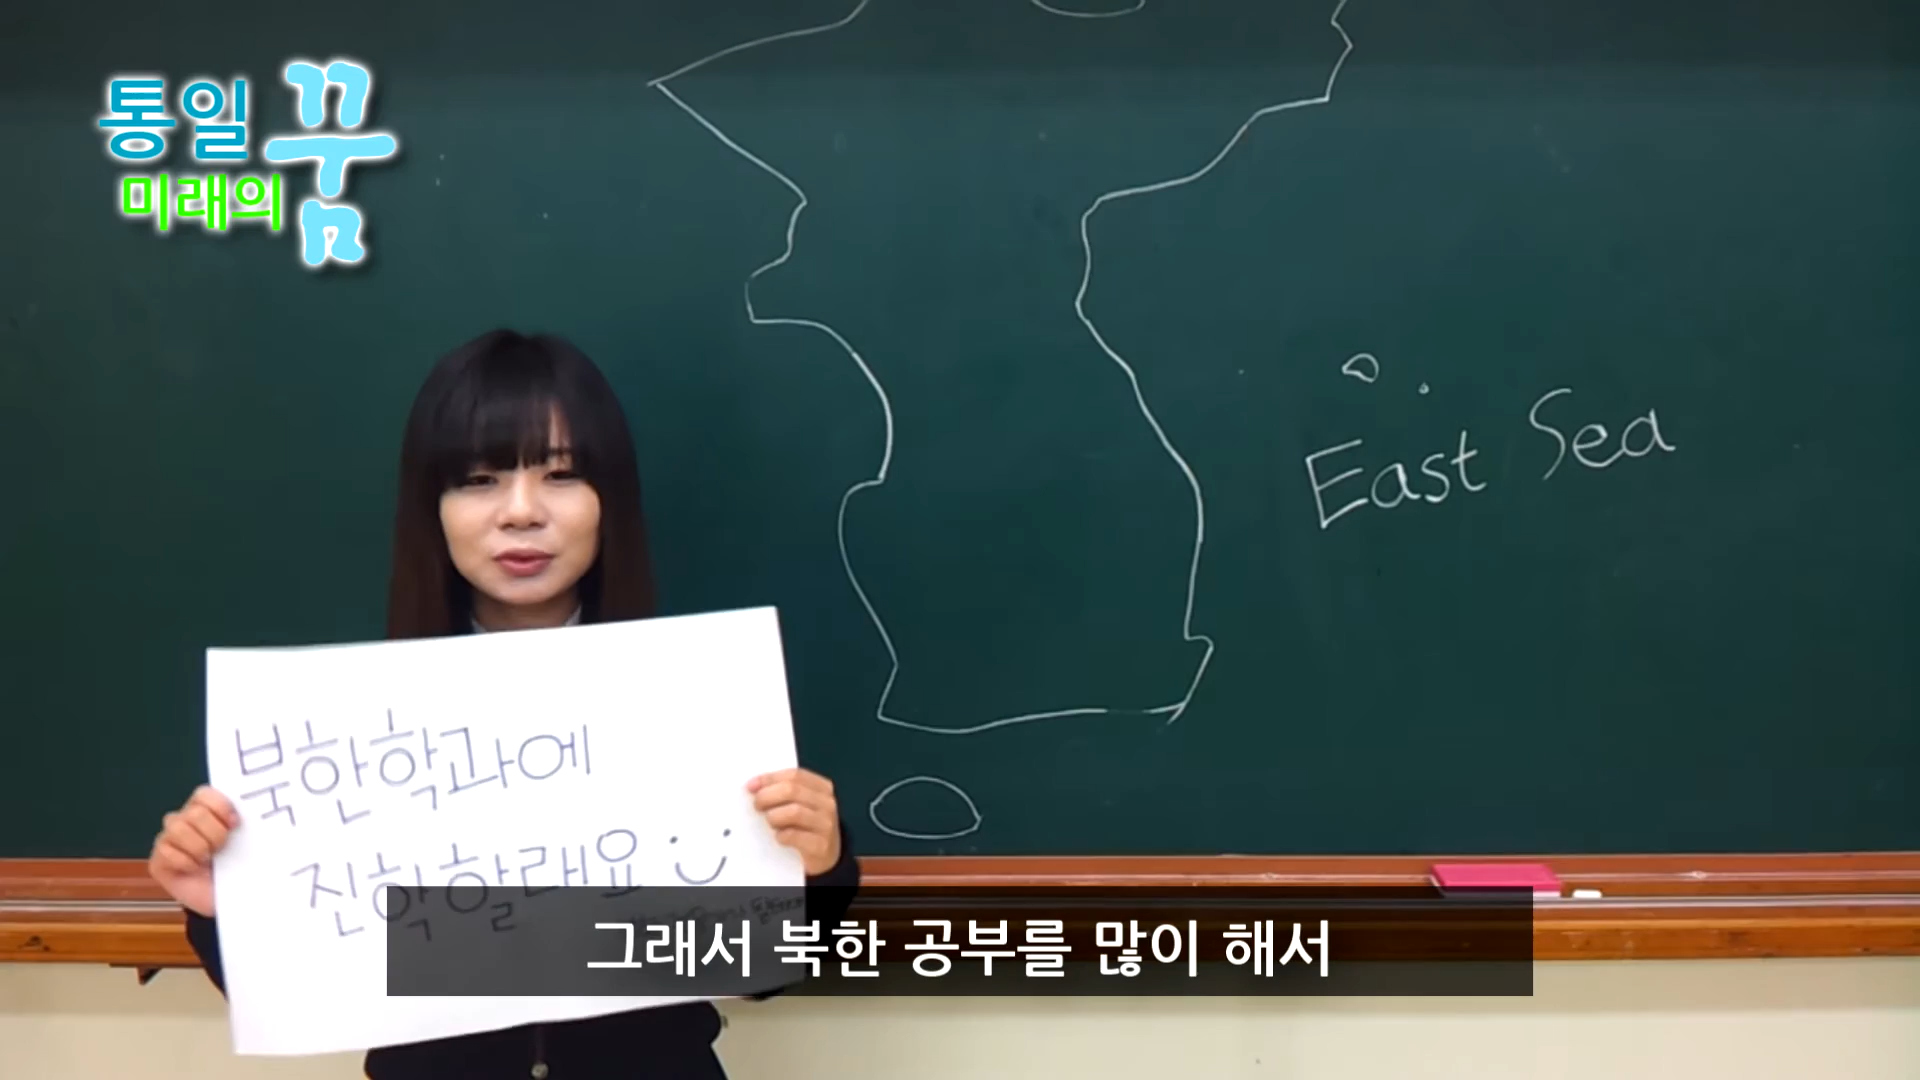 통일
미래의
꿈
East Sea
북한학과에
진학할래요
그래서 북한 공부를 많이 해서